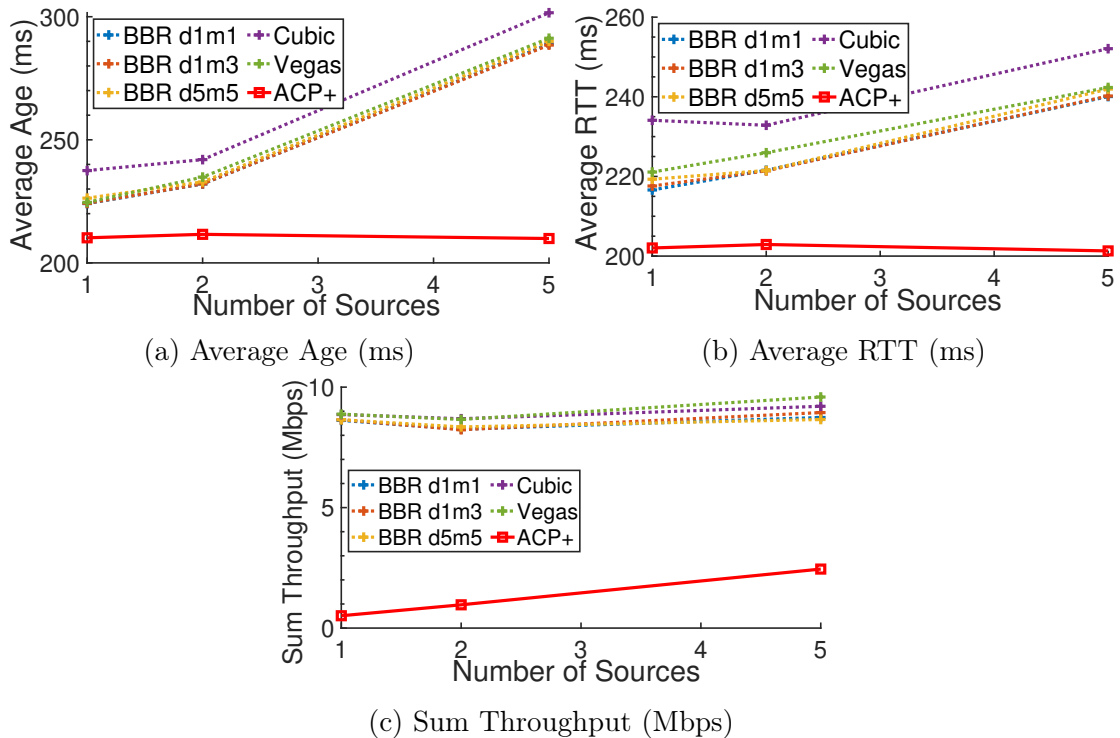 300
250
200
Average Age (ms)
BBR d1m1
BBR d1m3
BBR d5m5
Cubic
Vegas
ACP+
1 2 3 4 5
Number of Sources
(a) Average Age (ms)
260
240
220
200
Average RTT (ms)
BBR d1m1
BBR d1m3
BBR d5m5
Cubic
Vegas
ACP+
1 2 3 4 5
Number of Sources
(b) Average RTT (ms)
10
5
0
Sum Throughput (Mbps)
BBR d1m1
BBR d1m3
BBR d5m5
Cubic
Vegas
ACP+
1 2 3 4 5
Number of Sources
(c) Sum Throughput (Mbps)